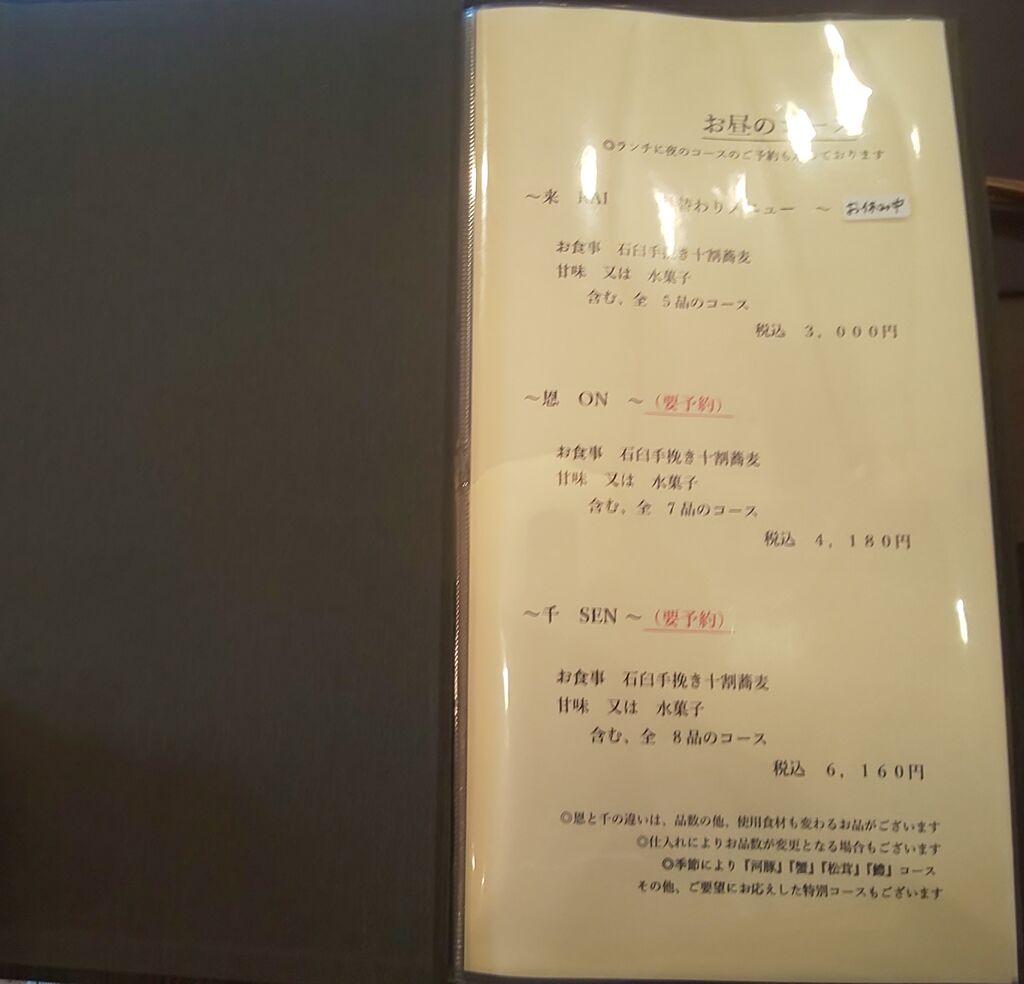 お昼のコース
◎ランチに夜のコースのご予約も承っております
～来 RAI 替わりメニュー ～ お休み中
お食事 石臼手挽き十割蕎麦
甘味 又は 水菓子
含む、全 5品のコース
税込 3，000円
～恩 ON ～（要予約）
お食事 石臼手挽き十割蕎麦
甘味 又は 水菓子
含む、全 7品のコース
税込 4，180円
～千 SEN ～（要予約）
お食事 石臼手挽き十割蕎麦
甘味 又は 水菓子
含む、全 8品のコース
税込 6，160円
◎恩と千の違いは、品数の他、使用食材も変わるお品がございます
◎仕入れによりお品数が変更となる場合もございます
◎季節により『河豚』『蟹』『松茸』『鱧』コース
その他、ご要望にお応えした特別コースもございます